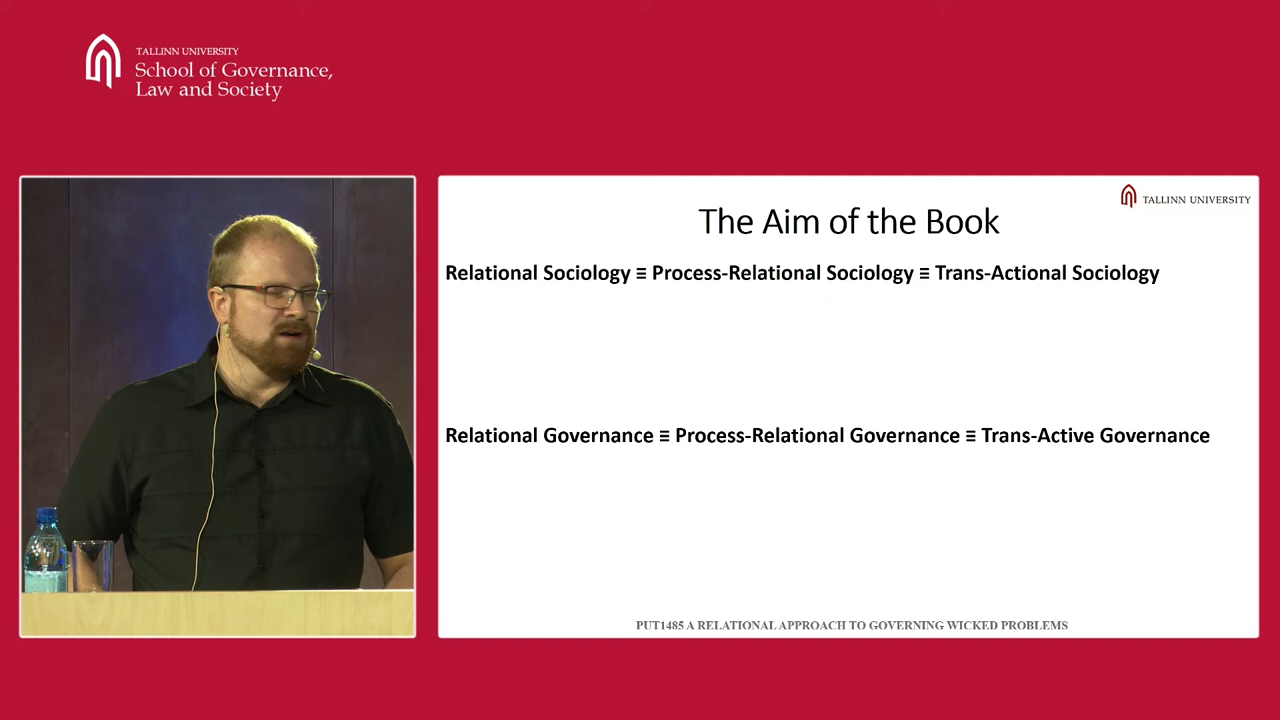 TALLINN UNIVERSITY
School of Governance,
Law and Society
TALLINN UNIVERSITY
The Aim of the Book
Relational Sociology ≡ Process-Relational Sociology ≡ Trans-Actional Sociology
Relational Governance ≡ Process-Relational Governance ≡ Trans-Active Governance
PUT1485 A RELATIONAL APPROACH TO GOVERNING WICKED PROBLEMS